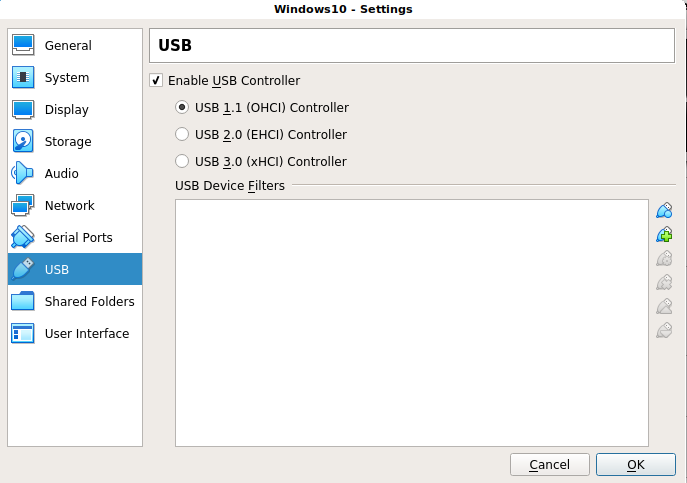 Windows10 - Settings
General
System
Display
Storage
Audio
Network
Serial Ports
USB
Shared Folders
User Interface
USB
Enable USB Controller
USB 1.1 (OHCI) Controller
USB 2.0 (EHCI) Controller
USB 3.0 (xHCI) Controller
USB Device Filters
Cancel
OK